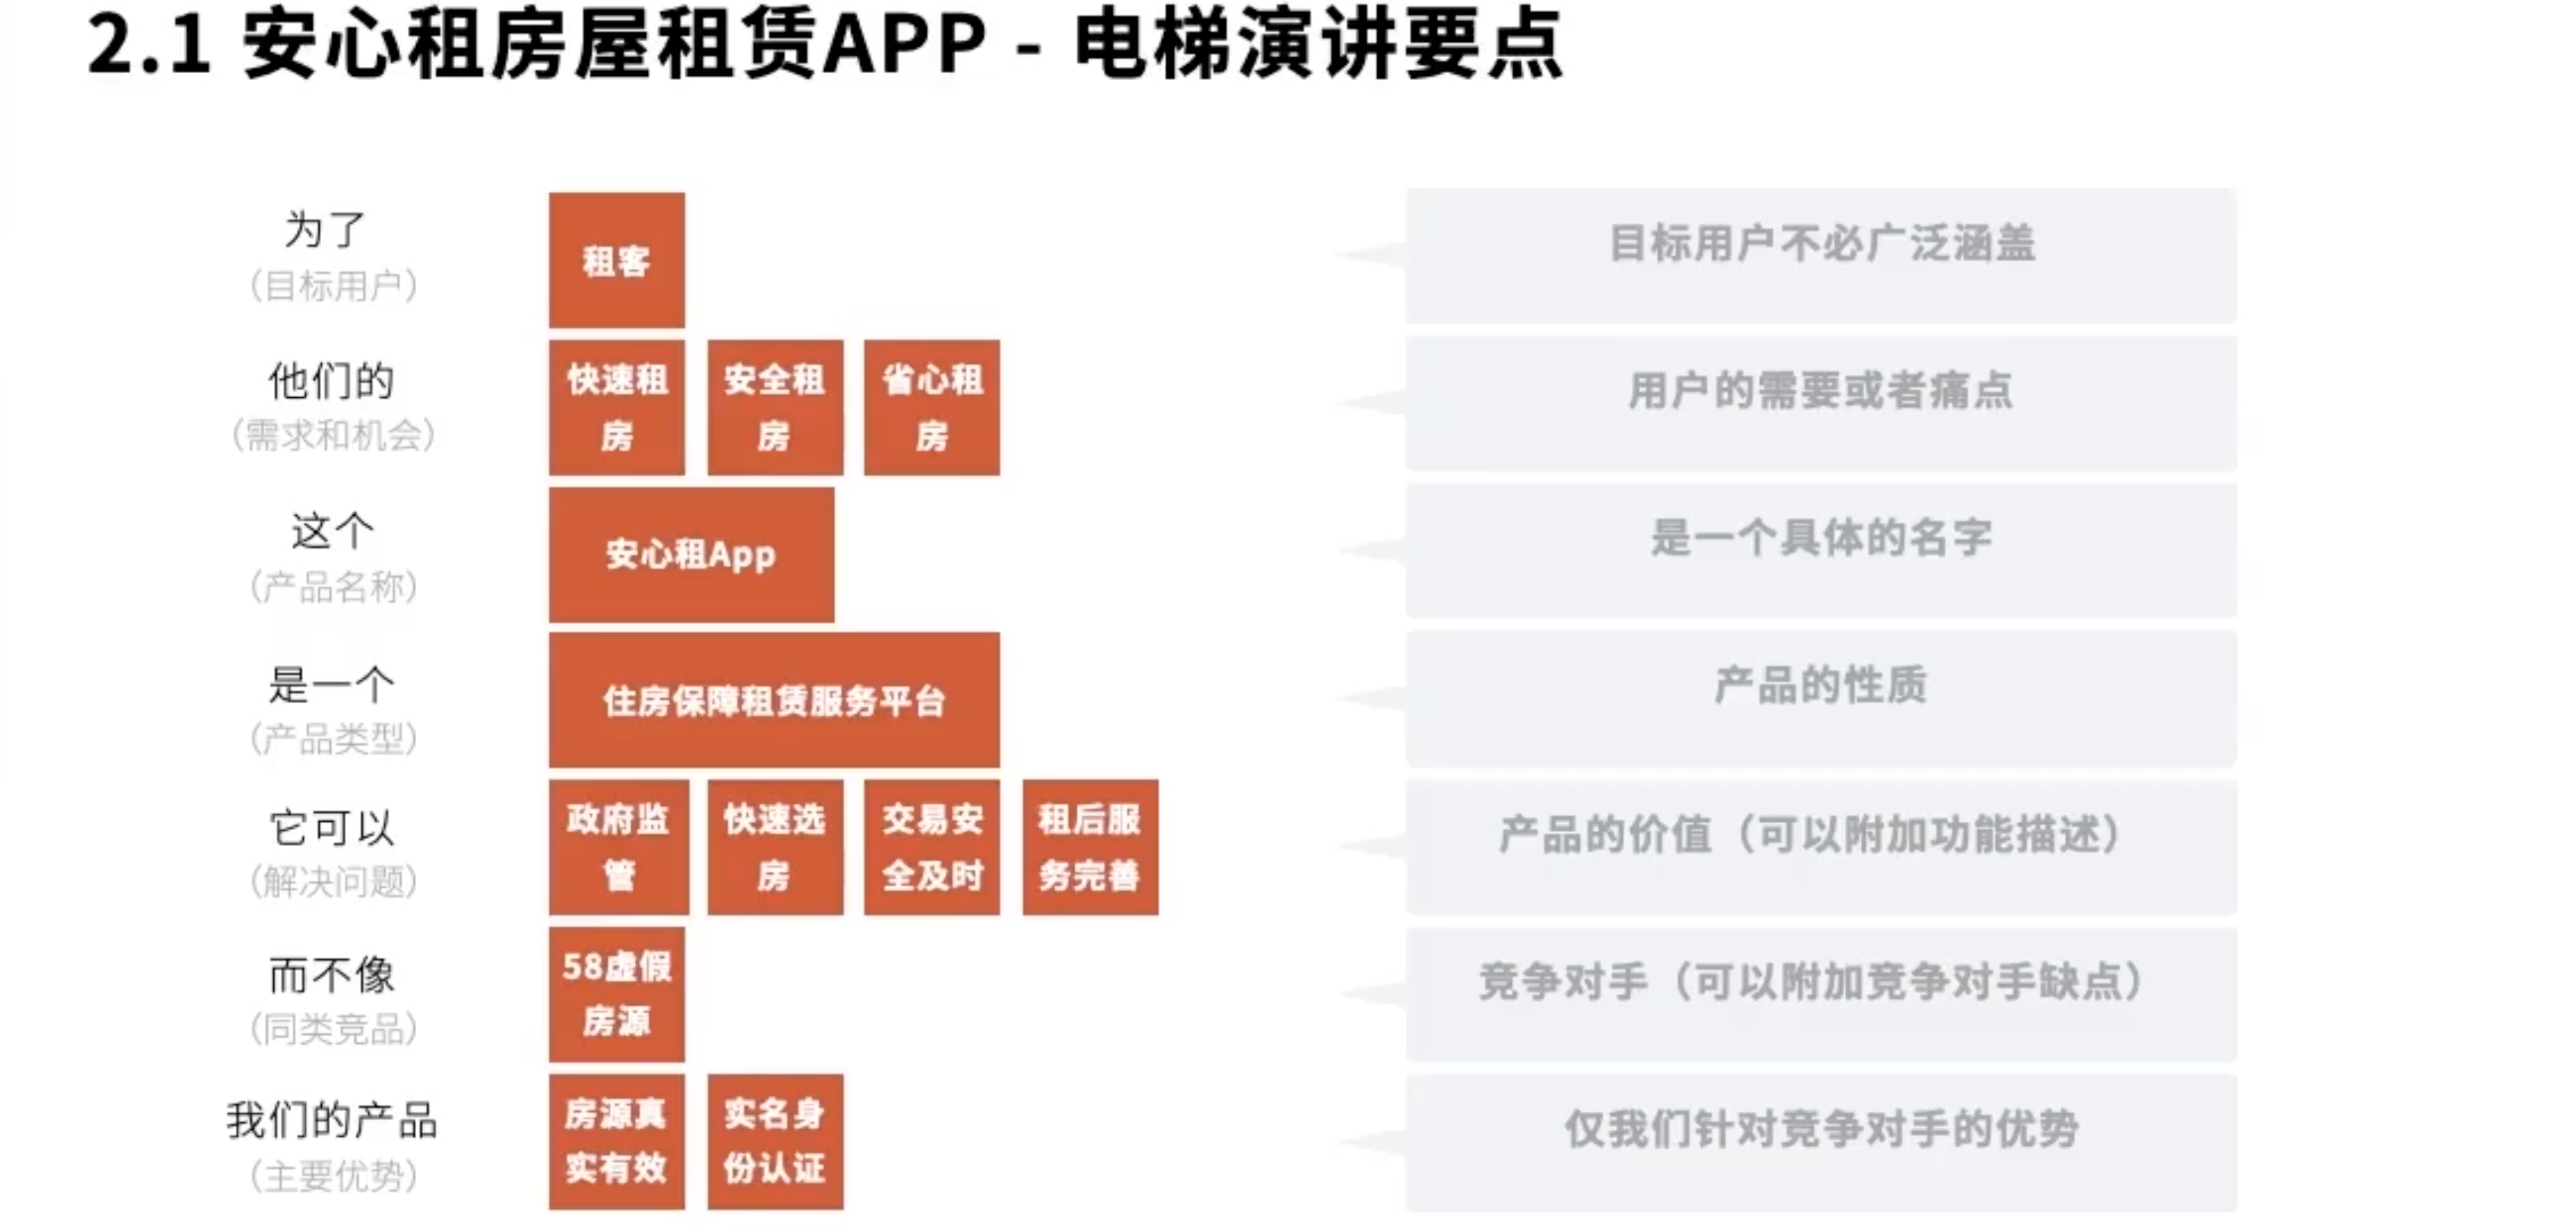 2.1 安心租房屋租赁APP - 电梯演讲要点
为了
（目标用户）
租客
目标用户不必广泛涵盖
他们的
（需求和机会）
快速租
房
安全租
房
省心租
房
用户的需要或者痛点
这个
（产品名称）
安心租App
是一个具体的名字
是一个
（产品类型）
住房保障租赁服务平台
产品的性质
它可以
（解决问题）
政府监
管
快速选
房
交易安
全及时
租后服
务完善
产品的价值（可以附加功能描述）
而不像
（同类竞品）
58虚假
房源
竞争对手（可以附加竞争对手缺点）
我们的产品
（主要优势）
房源真
实有效
实名身
份认证
仅我们针对竞争对手的优势